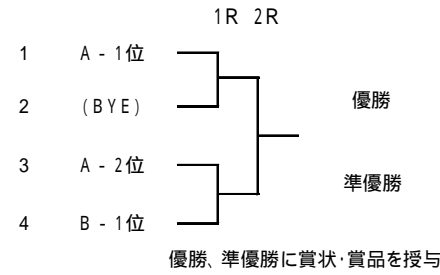 1R 2R
1 A - 1位
2 (BYE)
優勝
3 A - 2位
準優勝
4 B - 1位
優勝、準優勝に賞状・賞品を授与